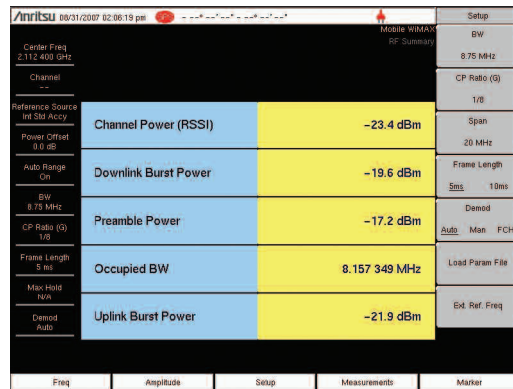 Anritsu 08/31/2007 02:06:19 pm
Mobile WiMAX
RF Summary
Center Freq
2.112 400 GHz
Channel
--
Reference Source
Int Std Accy
Power Offset
0.0 dB
Auto Range
On
BW
8.75 MHz
CP Ratio (G)
1/8
Frame Length
5 ms
Max Hold
N/A
Demod
Auto
Channel Power (RSSI) -23.4 dBm
Downlink Burst Power -19.6 dBm
Preamble Power -17.2 dBm
Occupied BW 8.157 349 MHz
Uplink Burst Power -21.9 dBm
Setup
BW
8.75 MHz
CP Ratio (G)
1/8
Span
20 MHz
Frame Length
5ms 10ms
Demod
Auto Man FCH
Load Param File
Ext. Ref. Freq
Freq Amplitude Setup Measurements Marker